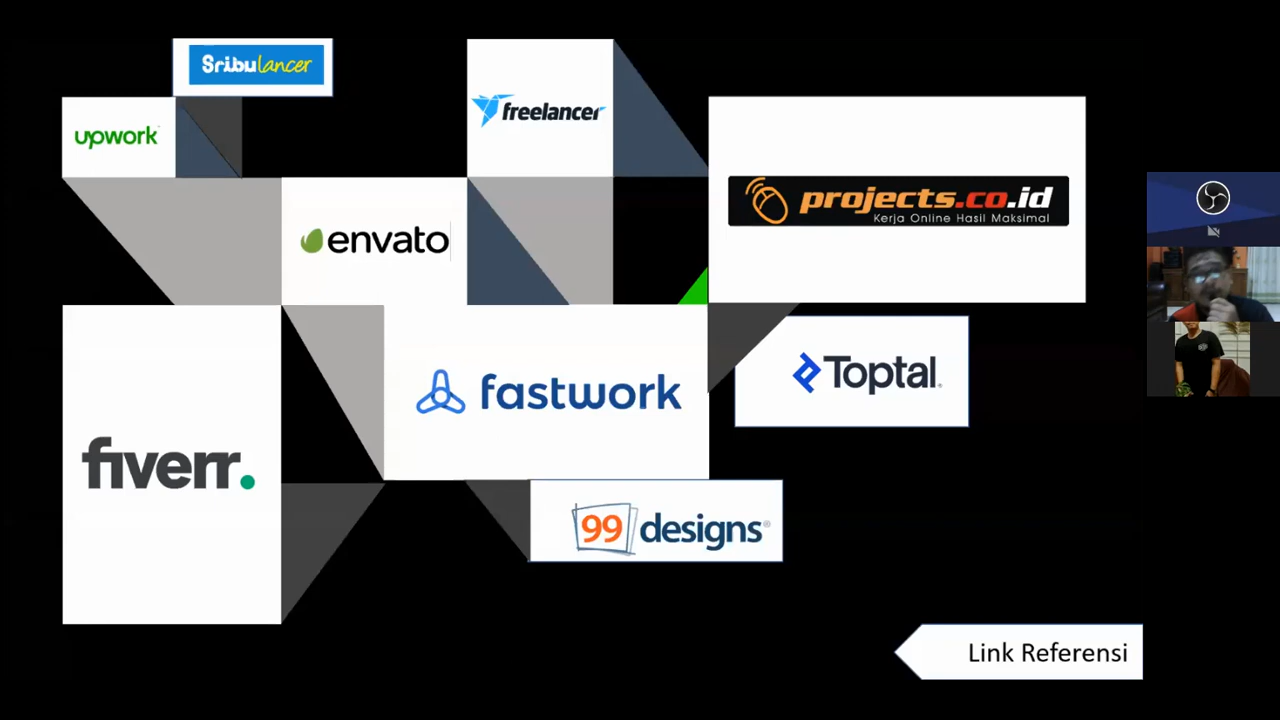 Sribulancer
upwork
freelancer
projects.co.id
Kerja Online Hasil Maksimal
envato
fastwork
Toptal
fiverr.
99designs
Link Referensi